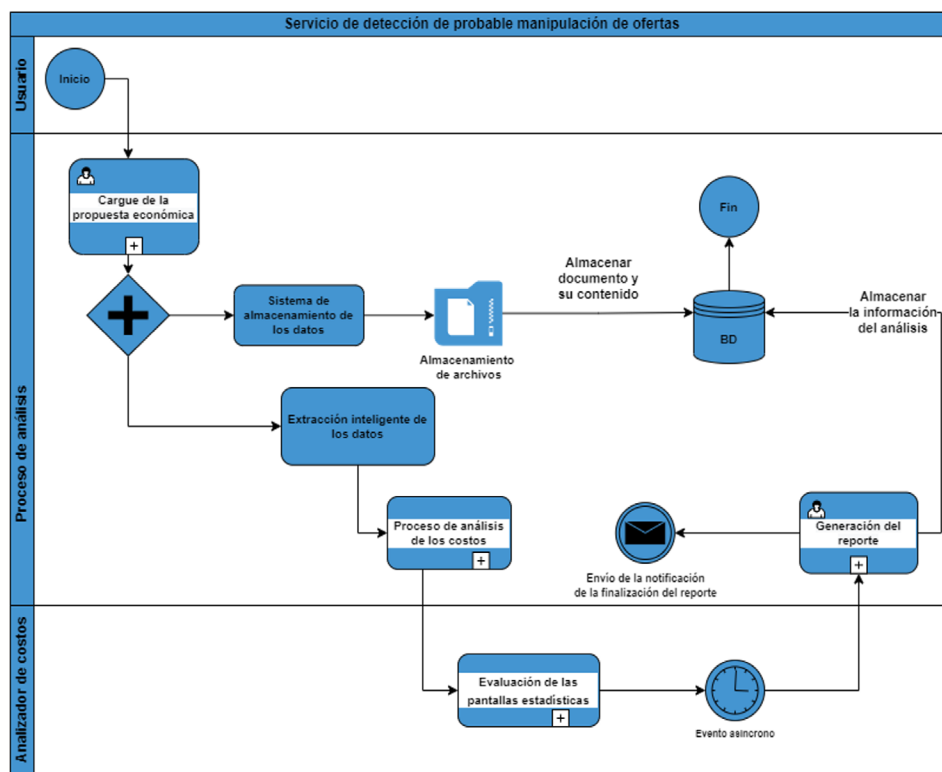 Servicio de detección de probable manipulación de ofertas
Usuario
Inicio
Proceso de análisis
Cargue de la
propuesta económica
Fin
Almacenar
documento y
su contenido
Almacenar
la información
del análisis
Sistema de
almacenamiento de
los datos
BD
Almacenamiento
de archivos
Extracción inteligente de
los datos
Proceso de análisis
de los costos
Generación del
reporte
Envío de la notificación
de la finalización del reporte
Analizador de costos
Evaluación de las
pantallas estadísticas
Evento asíncrono